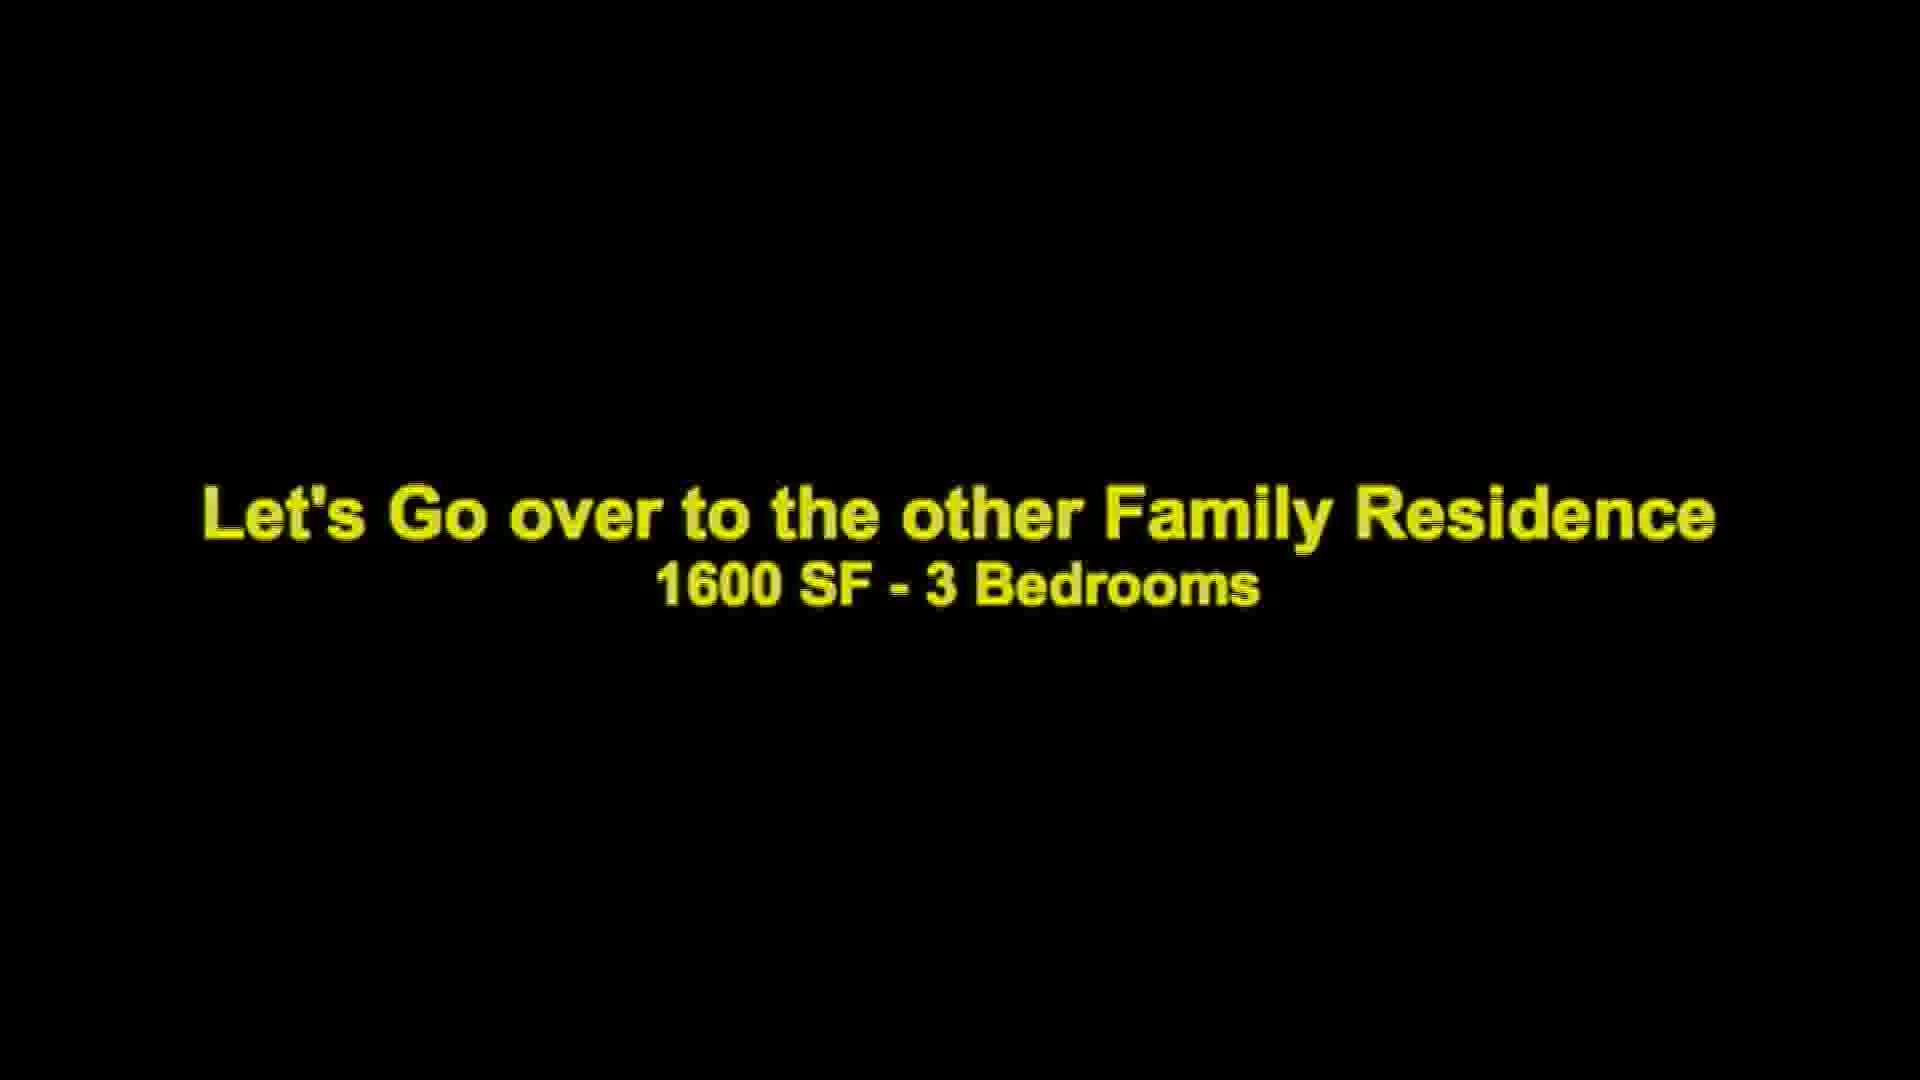 Let's Go over to the other Family Residence
1600 SF - 3 Bedrooms